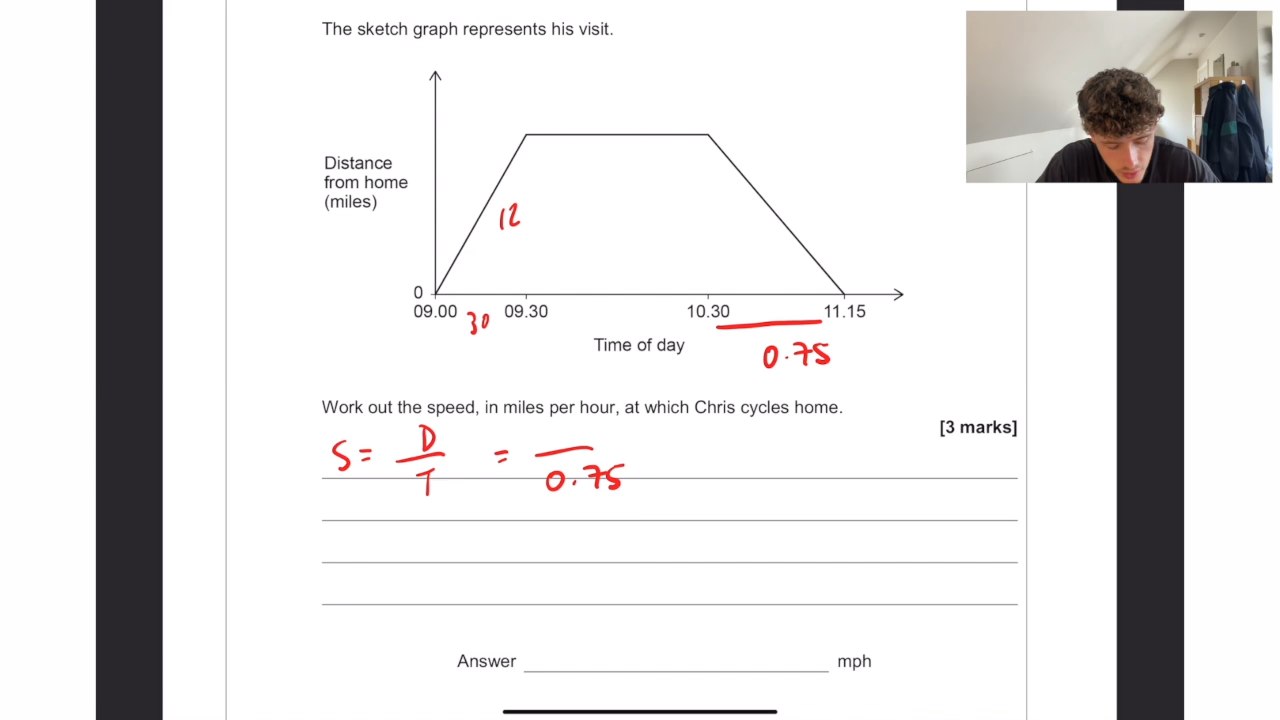 The sketch graph represents his visit.
Distance
from home
(miles)
12
0
09.00 09.30 10.30 11.15
30
Time of day
0.75
Work out the speed, in miles per hour, at which Chris cycles home.
[3 marks]
S = D/T = /0.75
Answer mph